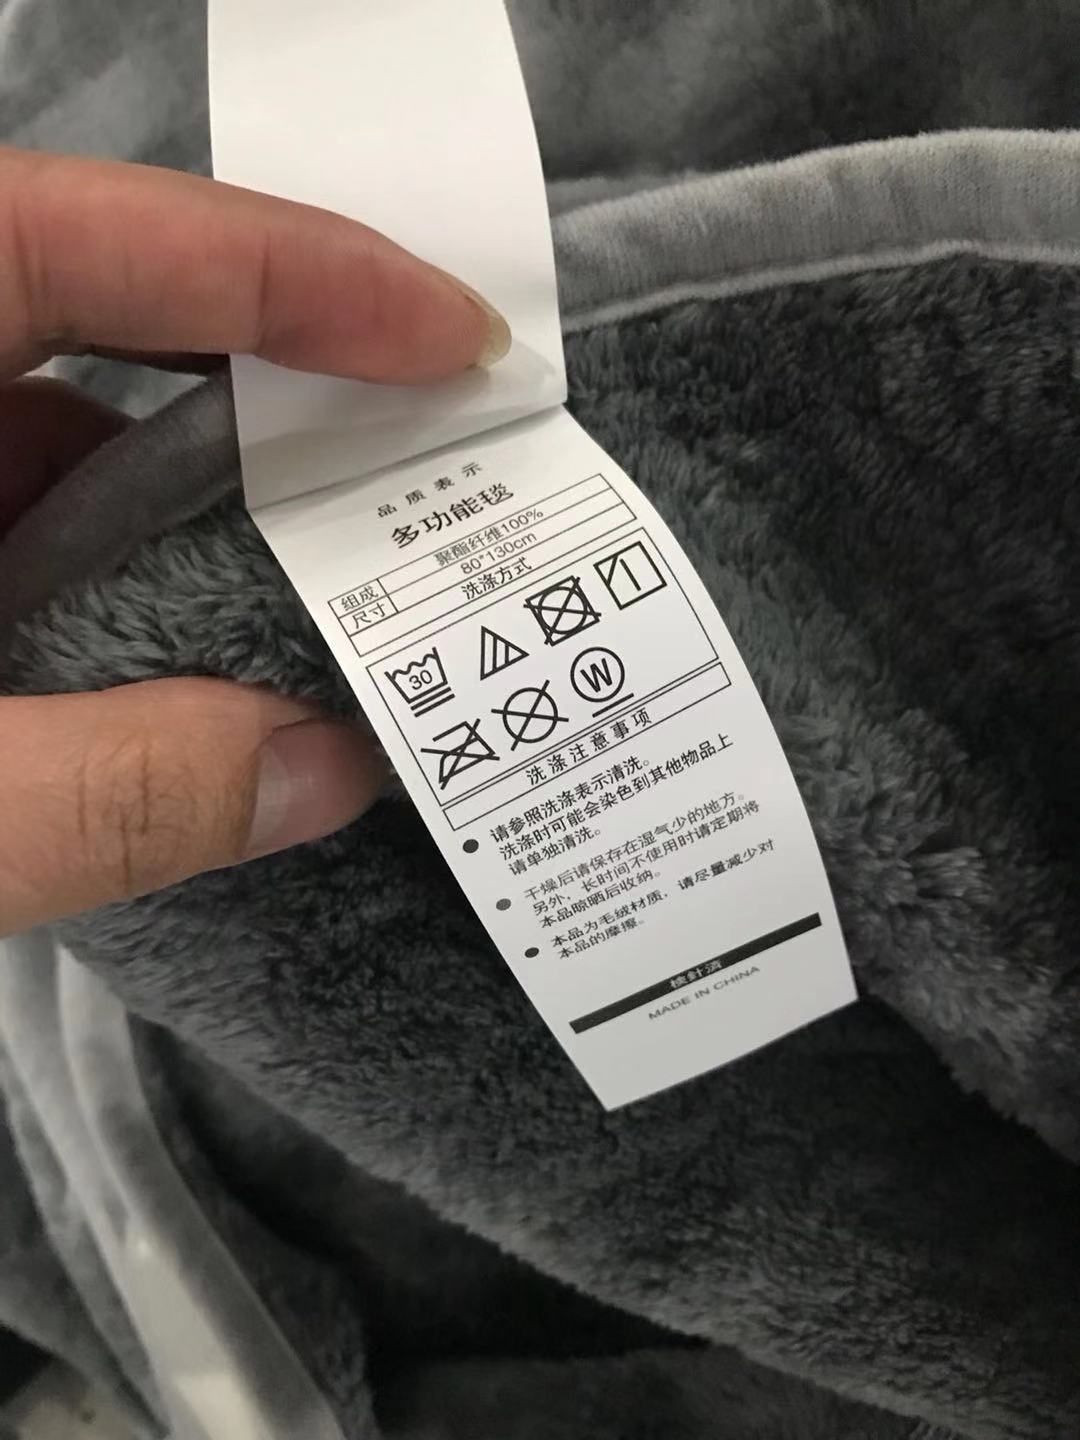 品质表示
多功能毯
组成 聚酯纤维100%
尺寸 80*130cm
洗涤方式
30
W
洗涤注意事项
● 请参照洗涤表示清洗。
洗涤时可能会染色到其他物品上
请单独清洗。
● 干燥后请保存在湿气少的地方。
另外，长时间不使用时请定期将
本品晾晒后收纳。
● 本品为毛绒材质，请尽量减少对
本品的摩擦。
検針済
MADE IN CHINA